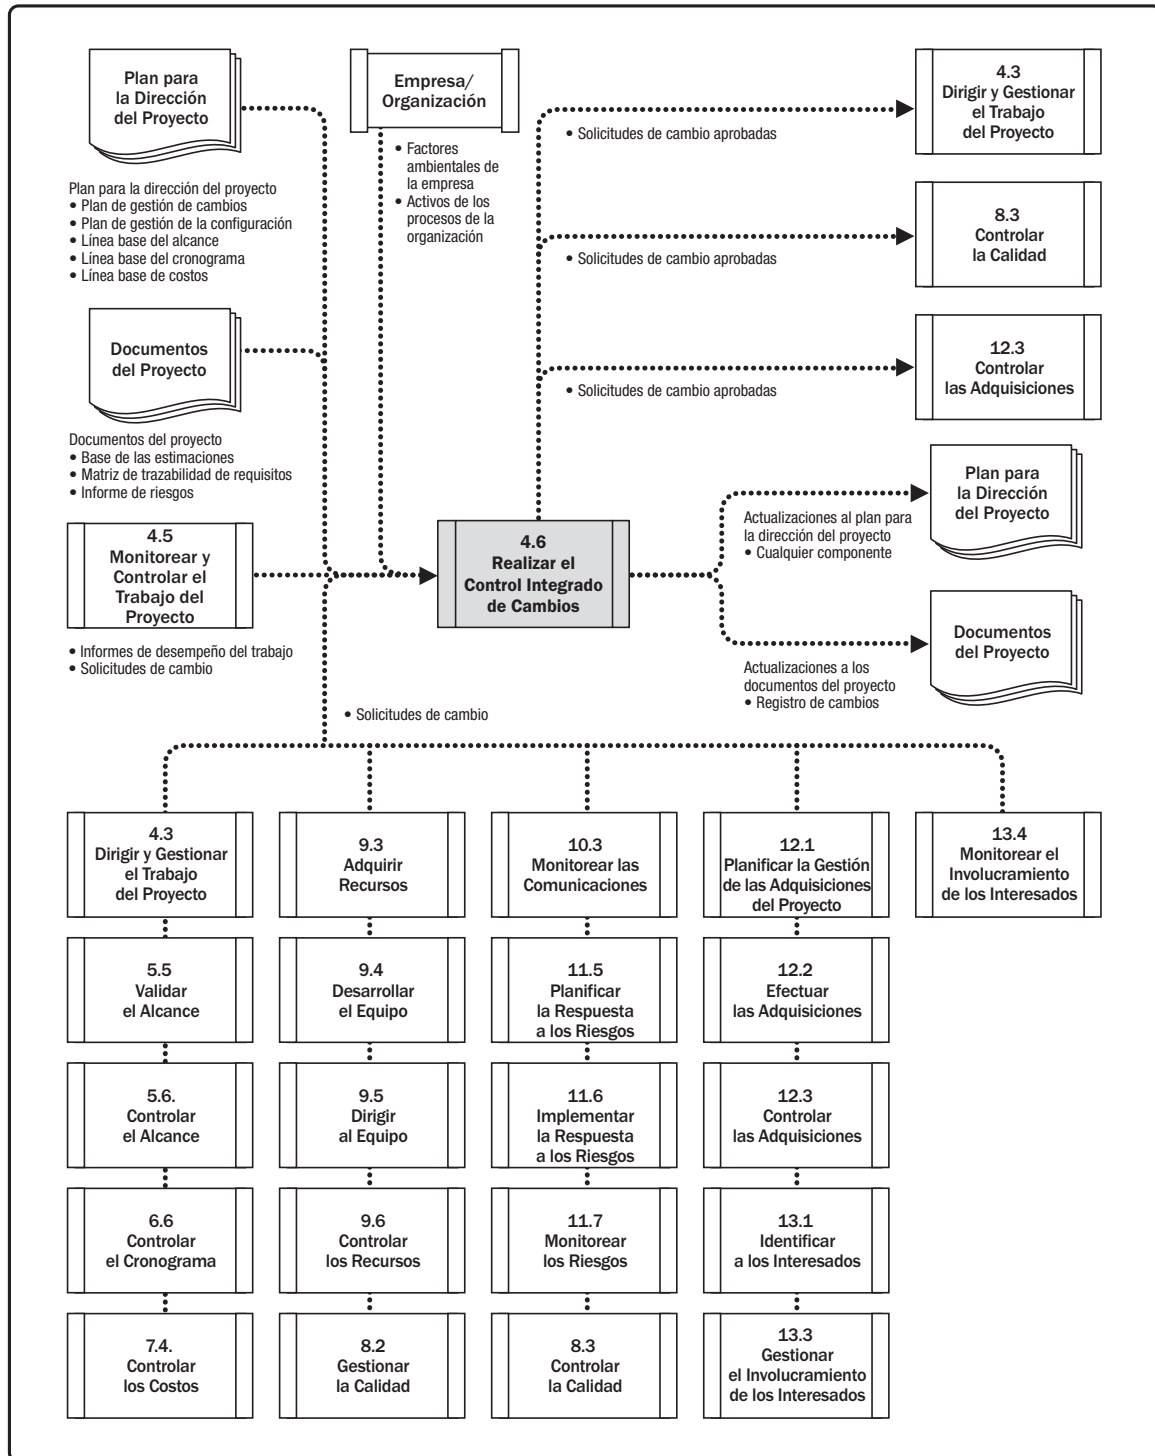 Plan para
la Dirección
del Proyecto
Plan para la dirección del proyecto
• Plan de gestión de cambios
• Plan de gestión de la configuración
• Línea base del alcance
• Línea base del cronograma
• Línea base de costos
Empresa/
Organización
• Factores
ambientales de
la empresa
• Activos de los
procesos de la
organización
• Solicitudes de cambio aprobadas
4.3
Dirigir y Gestionar
el Trabajo
del Proyecto
• Solicitudes de cambio aprobadas
8.3
Controlar
la Calidad
• Solicitudes de cambio aprobadas
12.3
Controlar
las Adquisiciones
Documentos
del Proyecto
Documentos del proyecto
• Base de las estimaciones
• Matriz de trazabilidad de requisitos
• Informe de riesgos
4.5
Monitorear y
Controlar el
Trabajo del
Proyecto
• Informes de desempeño del trabajo
• Solicitudes de cambio
4.6
Realizar el
Control Integrado
de Cambios
Actualizaciones al plan para
la dirección del proyecto
• Cualquier componente
Plan para
la Dirección
del Proyecto
Actualizaciones a los
documentos del proyecto
• Registro de cambios
Documentos
del Proyecto
• Solicitudes de cambio
4.3
Dirigir y Gestionar
el Trabajo
del Proyecto
5.5
Validar
el Alcance
5.6.
Controlar
el Alcance
6.6
Controlar
el Cronograma
7.4.
Controlar
los Costos
9.3
Adquirir
Recursos
9.4
Desarrollar
el Equipo
9.5
Dirigir
al Equipo
9.6
Controlar
los Recursos
8.2
Gestionar
la Calidad
10.3
Monitorear las
Comunicaciones
11.5
Planificar
la Respuesta
a los Riesgos
11.6
Implementar
la Respuesta
a los Riesgos
11.7
Monitorear
los Riesgos
8.3
Controlar
la Calidad
12.1
Planificar la Gestión
de las Adquisiciones
del Proyecto
12.2
Efectuar
las Adquisiciones
12.3
Controlar
las Adquisiciones
13.1
Identificar
a los Interesados
13.3
Gestionar
el Involucramiento
de los Interesados
13.4
Monitorear el
Involucramiento
de los Interesados